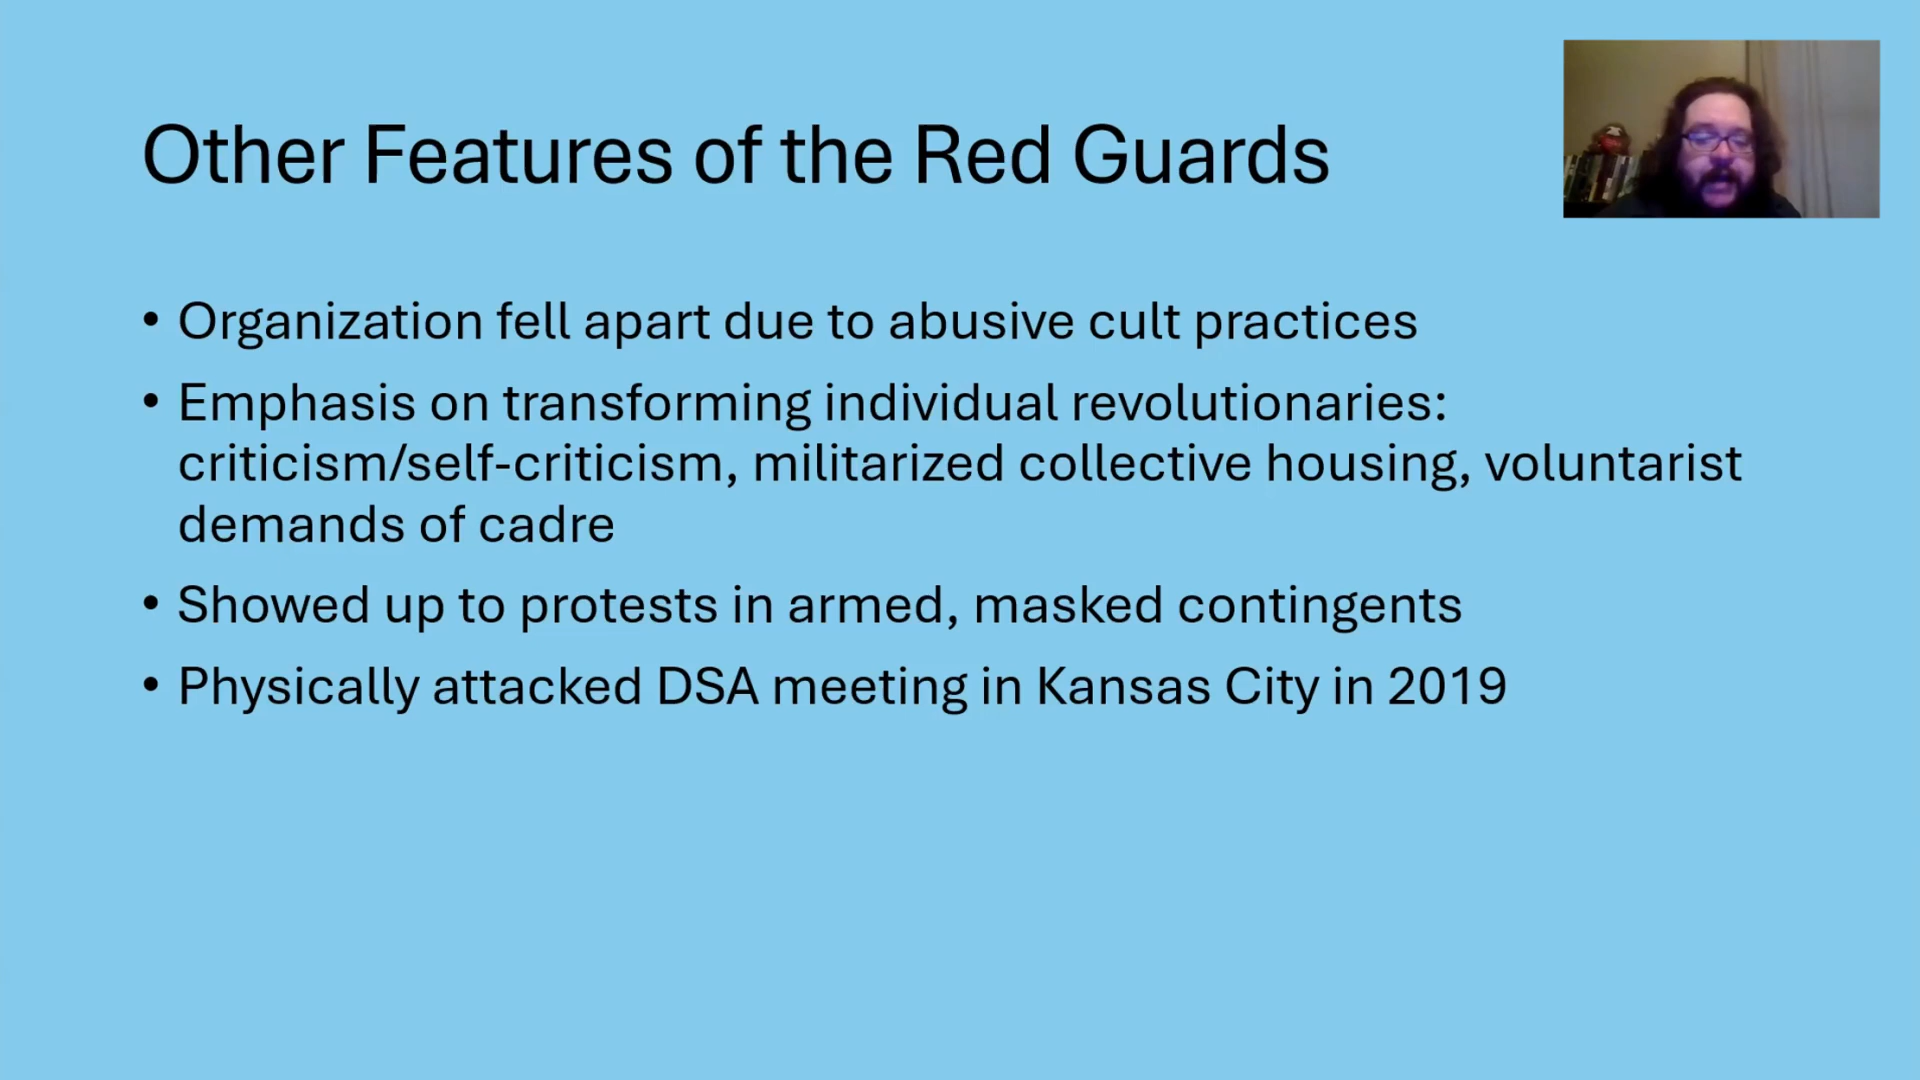 Other Features of the Red Guards
• Organization fell apart due to abusive cult practices
• Emphasis on transforming individual revolutionaries:
criticism/self-criticism, militarized collective housing, voluntarist
demands of cadre
• Showed up to protests in armed, masked contingents
• Physically attacked DSA meeting in Kansas City in 2019